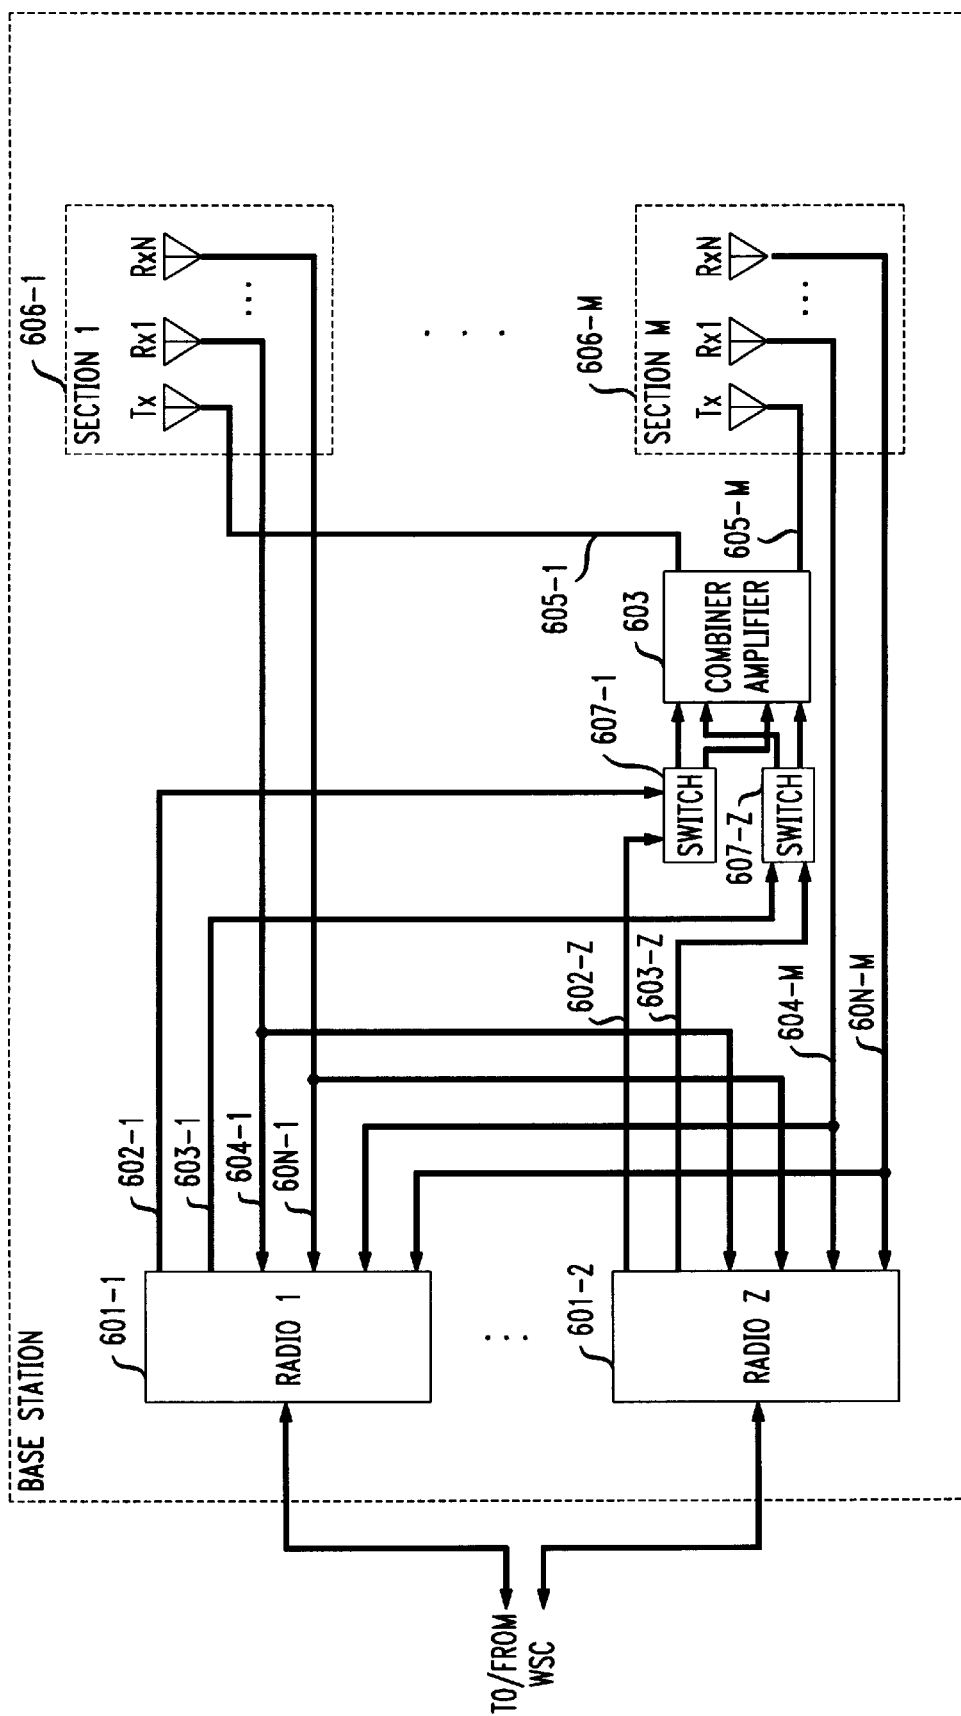 BASE STATION
TO/FROM
WSC
601-1
RADIO 1
602-1
603-1
604-1
60N-1
. . .
601-2
RADIO Z
602-Z
603-Z
604-M
60N-M
607-1
SWITCH
607-Z
SWITCH
603
COMBINER
AMPLIFIER
605-1
605-M
606-1
SECTION 1
Tx
Rx1
RxN
. . .
. . .
606-M
SECTION M
Tx
Rx1
RxN
. . .